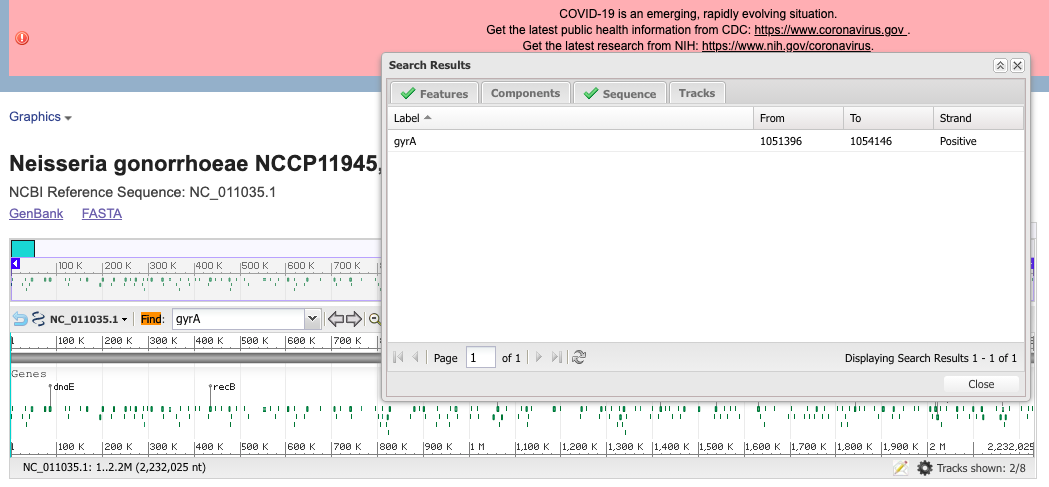 COVID-19 is an emerging, rapidly evolving situation.
Get the latest public health information from CDC: https://www.coronavirus.gov .
Get the latest research from NIH: https://www.nih.gov/coronavirus.
Search Results
Features Components Sequence Tracks
Label From To Strand
gyrA 1051396 1054146 Positive
Page 1 of 1 Displaying Search Results 1 - 1 of 1
Close
Graphics
Neisseria gonorrhoeae NCCP11945,
NCBI Reference Sequence: NC_011035.1
GenBank FASTA
100 K 200 K 300 K 400 K 500 K 600 K 700 K
NC_011035.1 Find: gyrA
1 100 K 200 K 300 K 400 K 500 K 600 K 700 K
Genes
dnaE recB
1 100 K 200 K 300 K 400 K 500 K 600 K 700 K 800 K 900 K 1 M 1,100 K 1,200 K 1,300 K 1,400 K 1,500 K 1,600 K 1,700 K 1,800 K 1,900 K 2 M 2,232,025
NC_011035.1: 1..2.2M (2,232,025 nt) Tracks shown: 2/8